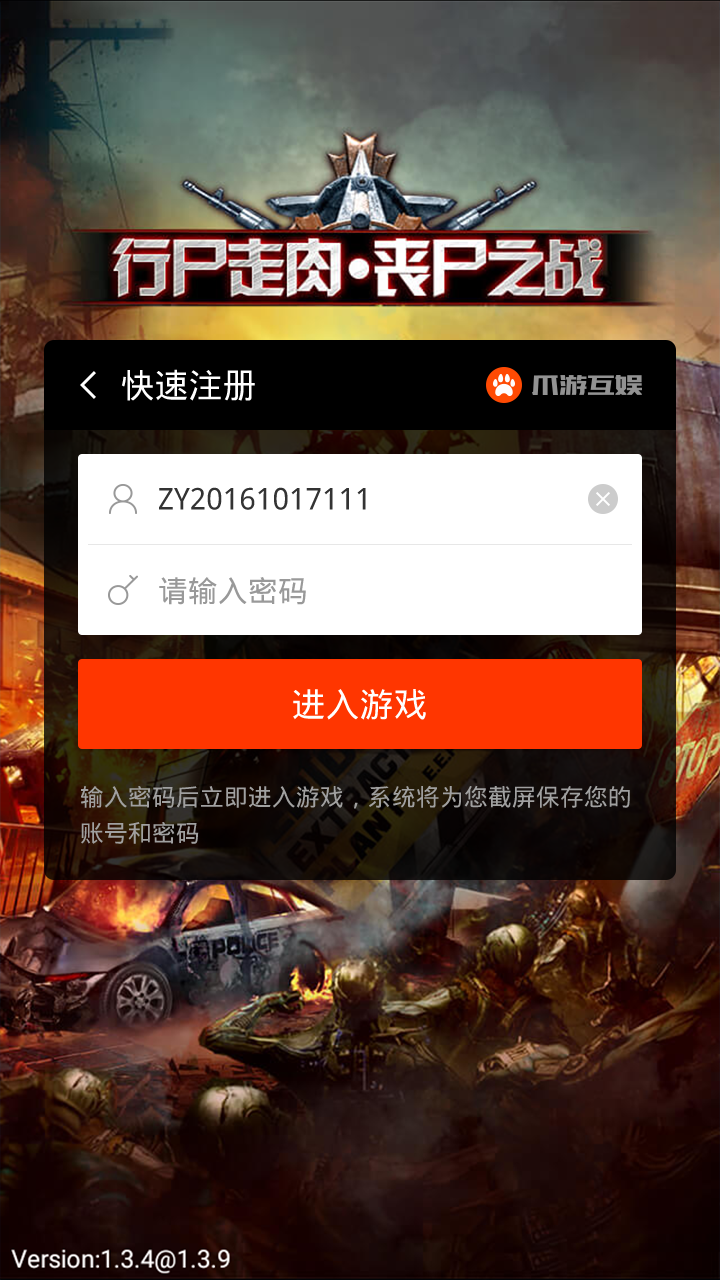 行尸走肉·丧尸之战
快速注册
爪游互娱
ZY20161017111
请输入密码
进入游戏
STOP
EXTRACT
PLANT
输入密码后立即进入游戏，系统将为您截屏保存您的
账号和密码
POLICE
Version:1.3.4@1.3.9